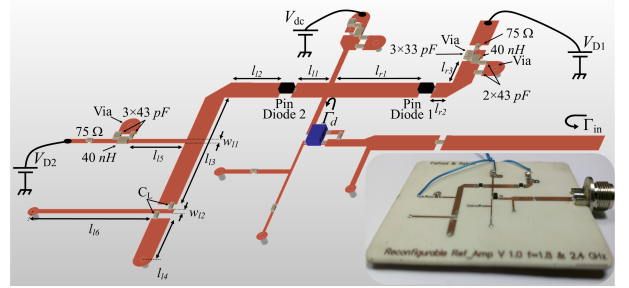 V_dc
V_D1
Via
75 Ω
3×33 pF
40 nH
Via
l_r3
2×43 pF
l_l2
l_l1
l_r1
l_r2
Pin
Diode 2
Pin
Diode 1
Γ_d
Γ_in
3×43 pF
Via
75 Ω
V_D2
40 nH
l_l5
w_l1
l_l3
C_L
w_l2
l_l6
l_l4
Reconfigurable Ref_Amp V 1.0 f=1.8 & 2.4 GHz